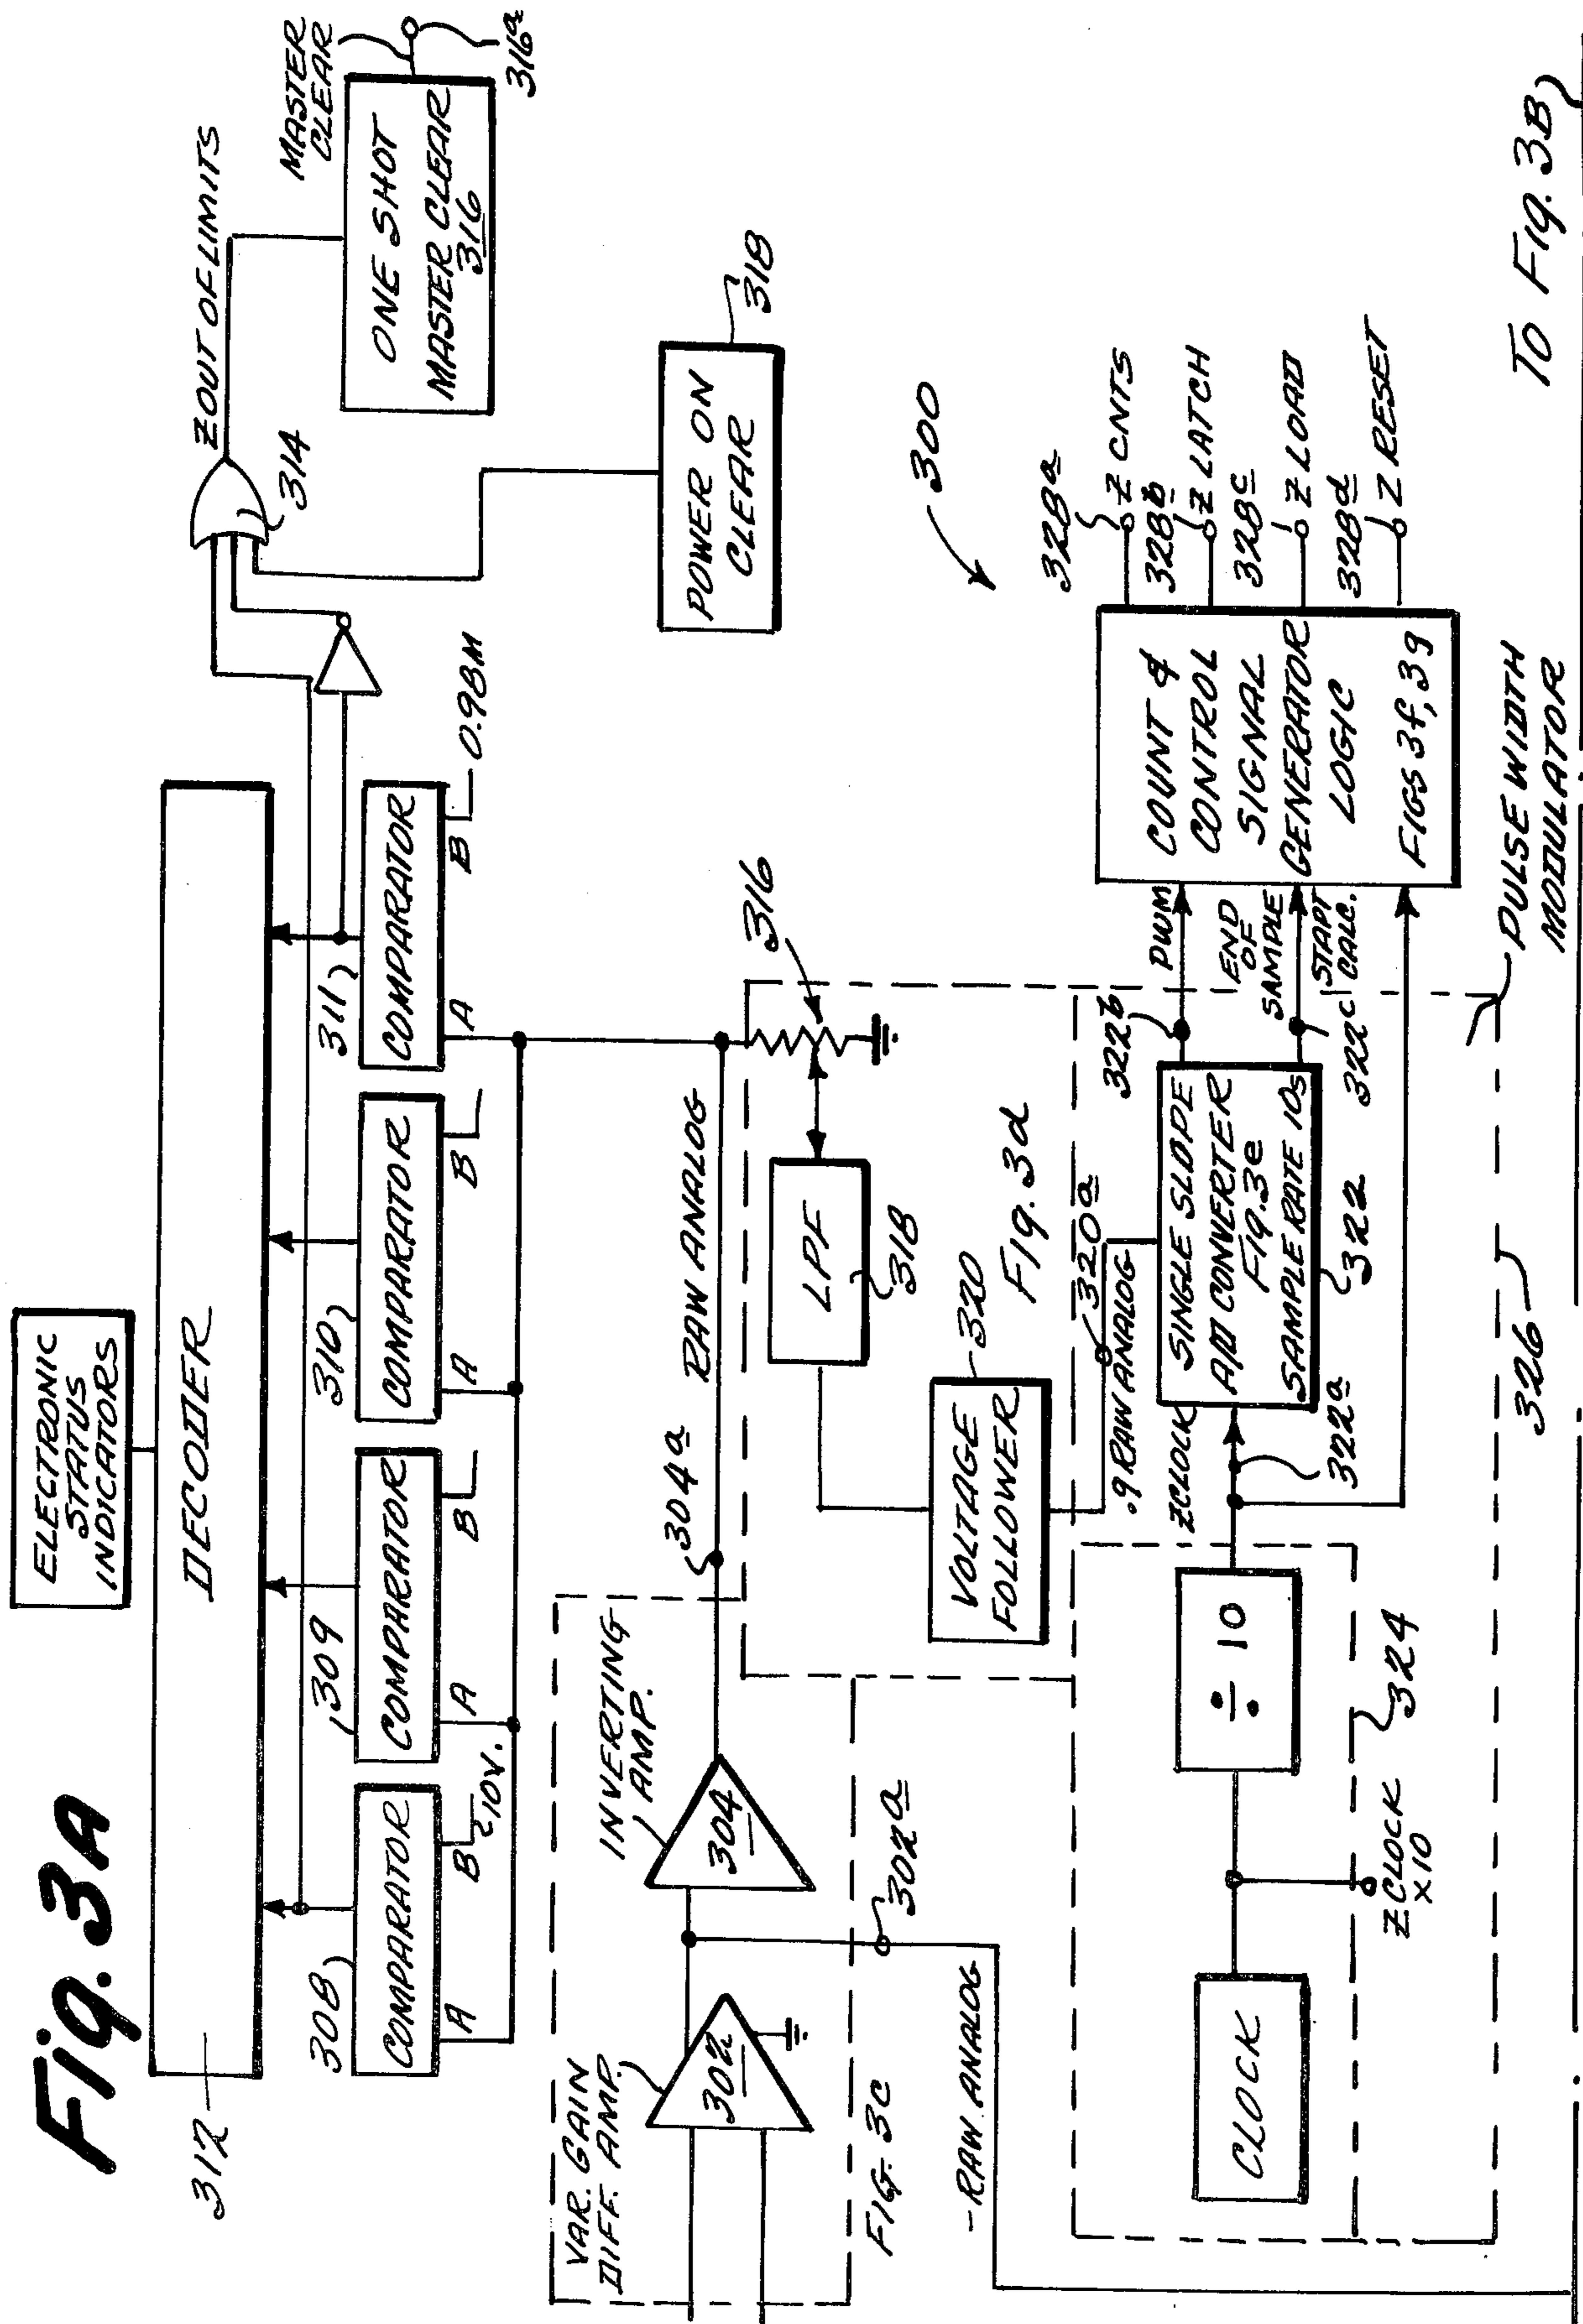 Fig. 3A
ELECTRONIC
STATUS
INDICATORS
312
DECODER
308
COMPARATOR
A
B
10V.
309
COMPARATOR
A
B
310
COMPARATOR
A
B
311
COMPARATOR
A
B
0.98M
Z OUT OF LIMITS
314
MASTER
CLEAR
ONE SHOT
MASTER CLEAR
316
316a
POWER ON
CLEAR
318
VAR. GAIN
DIFF. AMP.
302
INVERTING
AMP.
304
304a
RAW ANALOG
316
LPF
318
302a
FIG. 3C
VOLTAGE
FOLLOWER
320
Fig. 3d
-RAW ANALOG
.9 RAW ANALOG
320a
300
CLOCK
Z CLOCK
X10
÷ 10
324
ZCLOCK
322a
SINGLE SLOPE
A/D CONVERTER
Fig. 3e
SAMPLE RATE 10s
322
322b
322c
PWM
END
OF
SAMPLE
START
CALC.
COUNT &
CONTROL
SIGNAL
GENERATOR
LOGIC
FIGS 3f, 3g
328a
Z CNTS
328b
Z LATCH
328c
Z LOAD
328d
Z RESET
326
PULSE WIDTH
MODULATOR
TO Fig. 3B